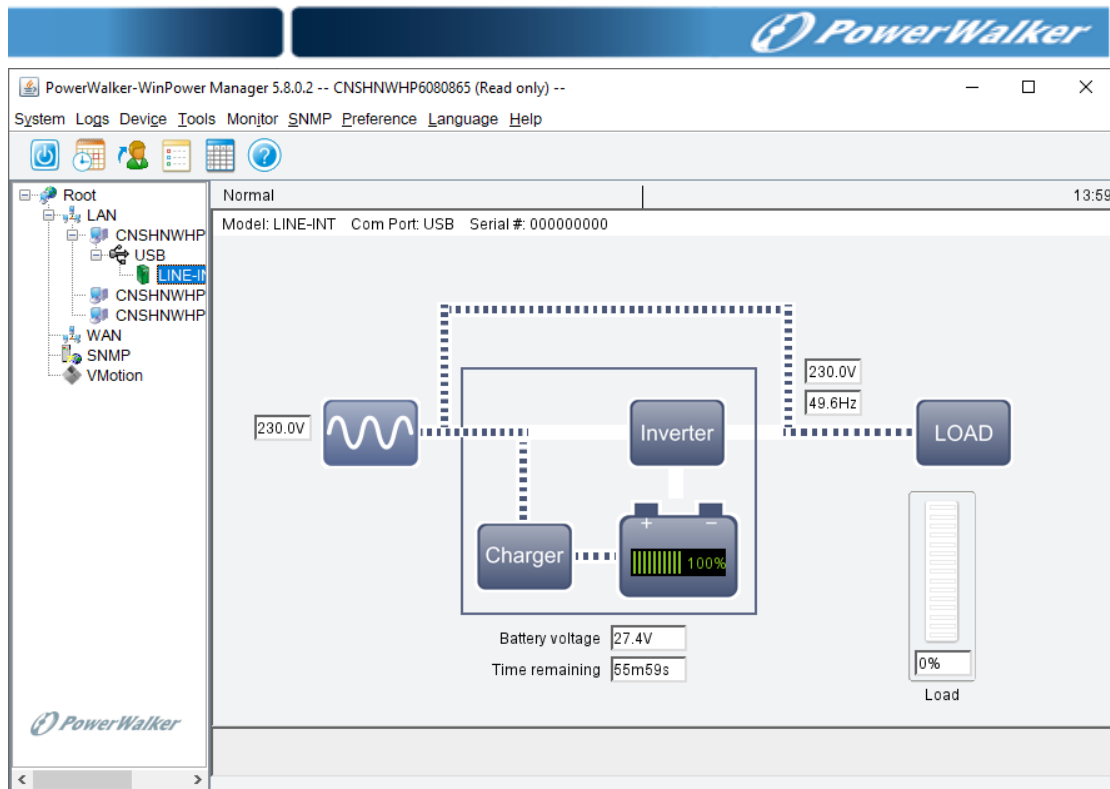 PowerWalker
PowerWalker-WinPower Manager 5.8.0.2 -- CNSHNWHP6080865 (Read only) --
System Logs Device Tools Monitor SNMP Preference Language Help
Root
LAN
CNSHNWHP
USB
LINE-IN
CNSHNWHP
CNSHNWHP
WAN
SNMP
VMotion
PowerWalker
Normal 13:59
Model: LINE-INT Com Port: USB Serial #: 000000000
230.0V
49.6Hz
230.0V
Inverter
LOAD
Charger
+ −
100%
Battery voltage 27.4V
Time remaining 55m59s
0%
Load